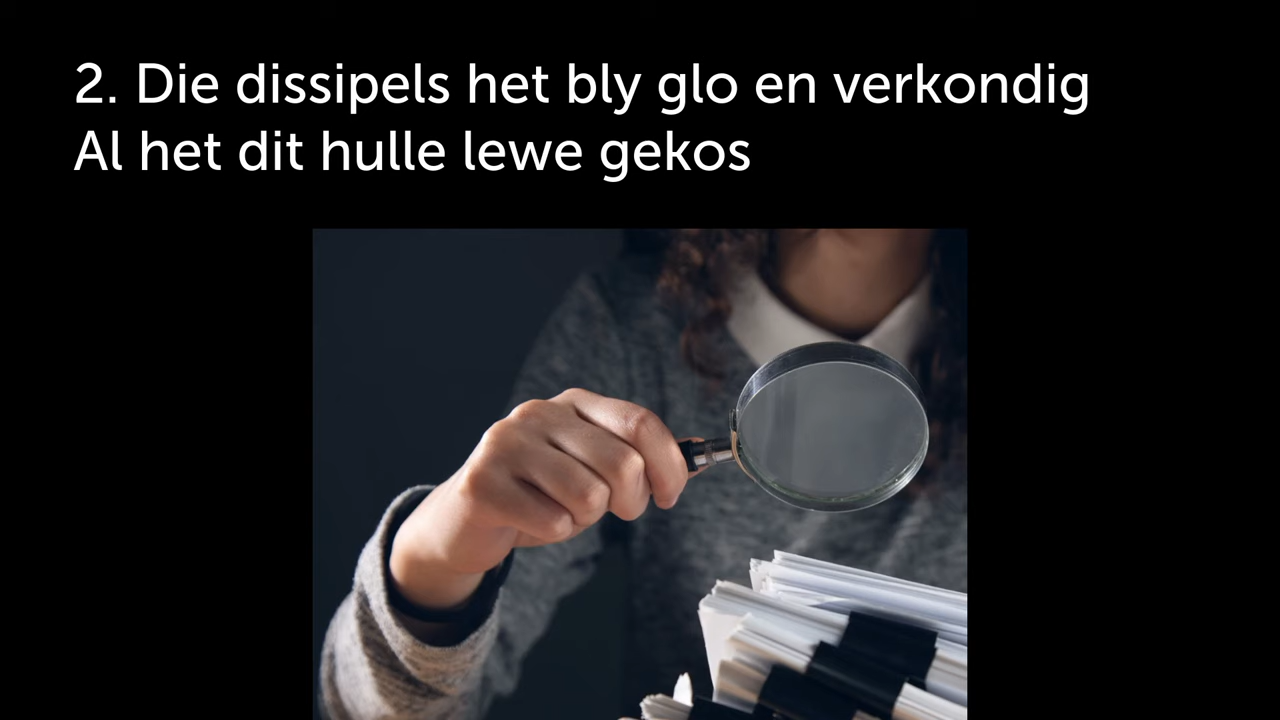 2. Die dissipels het bly glo en verkondig
Al het dit hulle lewe gekos